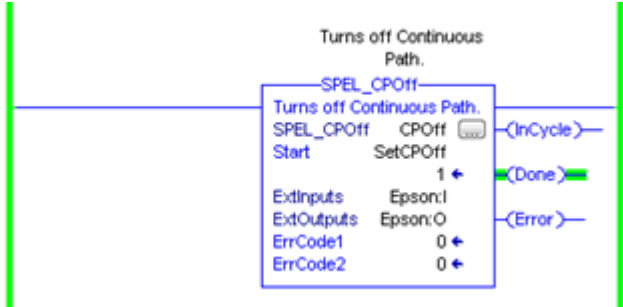 Turns off Continuous
Path.
SPEL_CPOff
Turns off Continuous Path.
SPEL_CPOff CPOff ...
(InCycle)
Start SetCPOff
1
(Done)
ExtInputs Epson:I
ExtOutputs Epson:O
(Error)
ErrCode1 0
ErrCode2 0